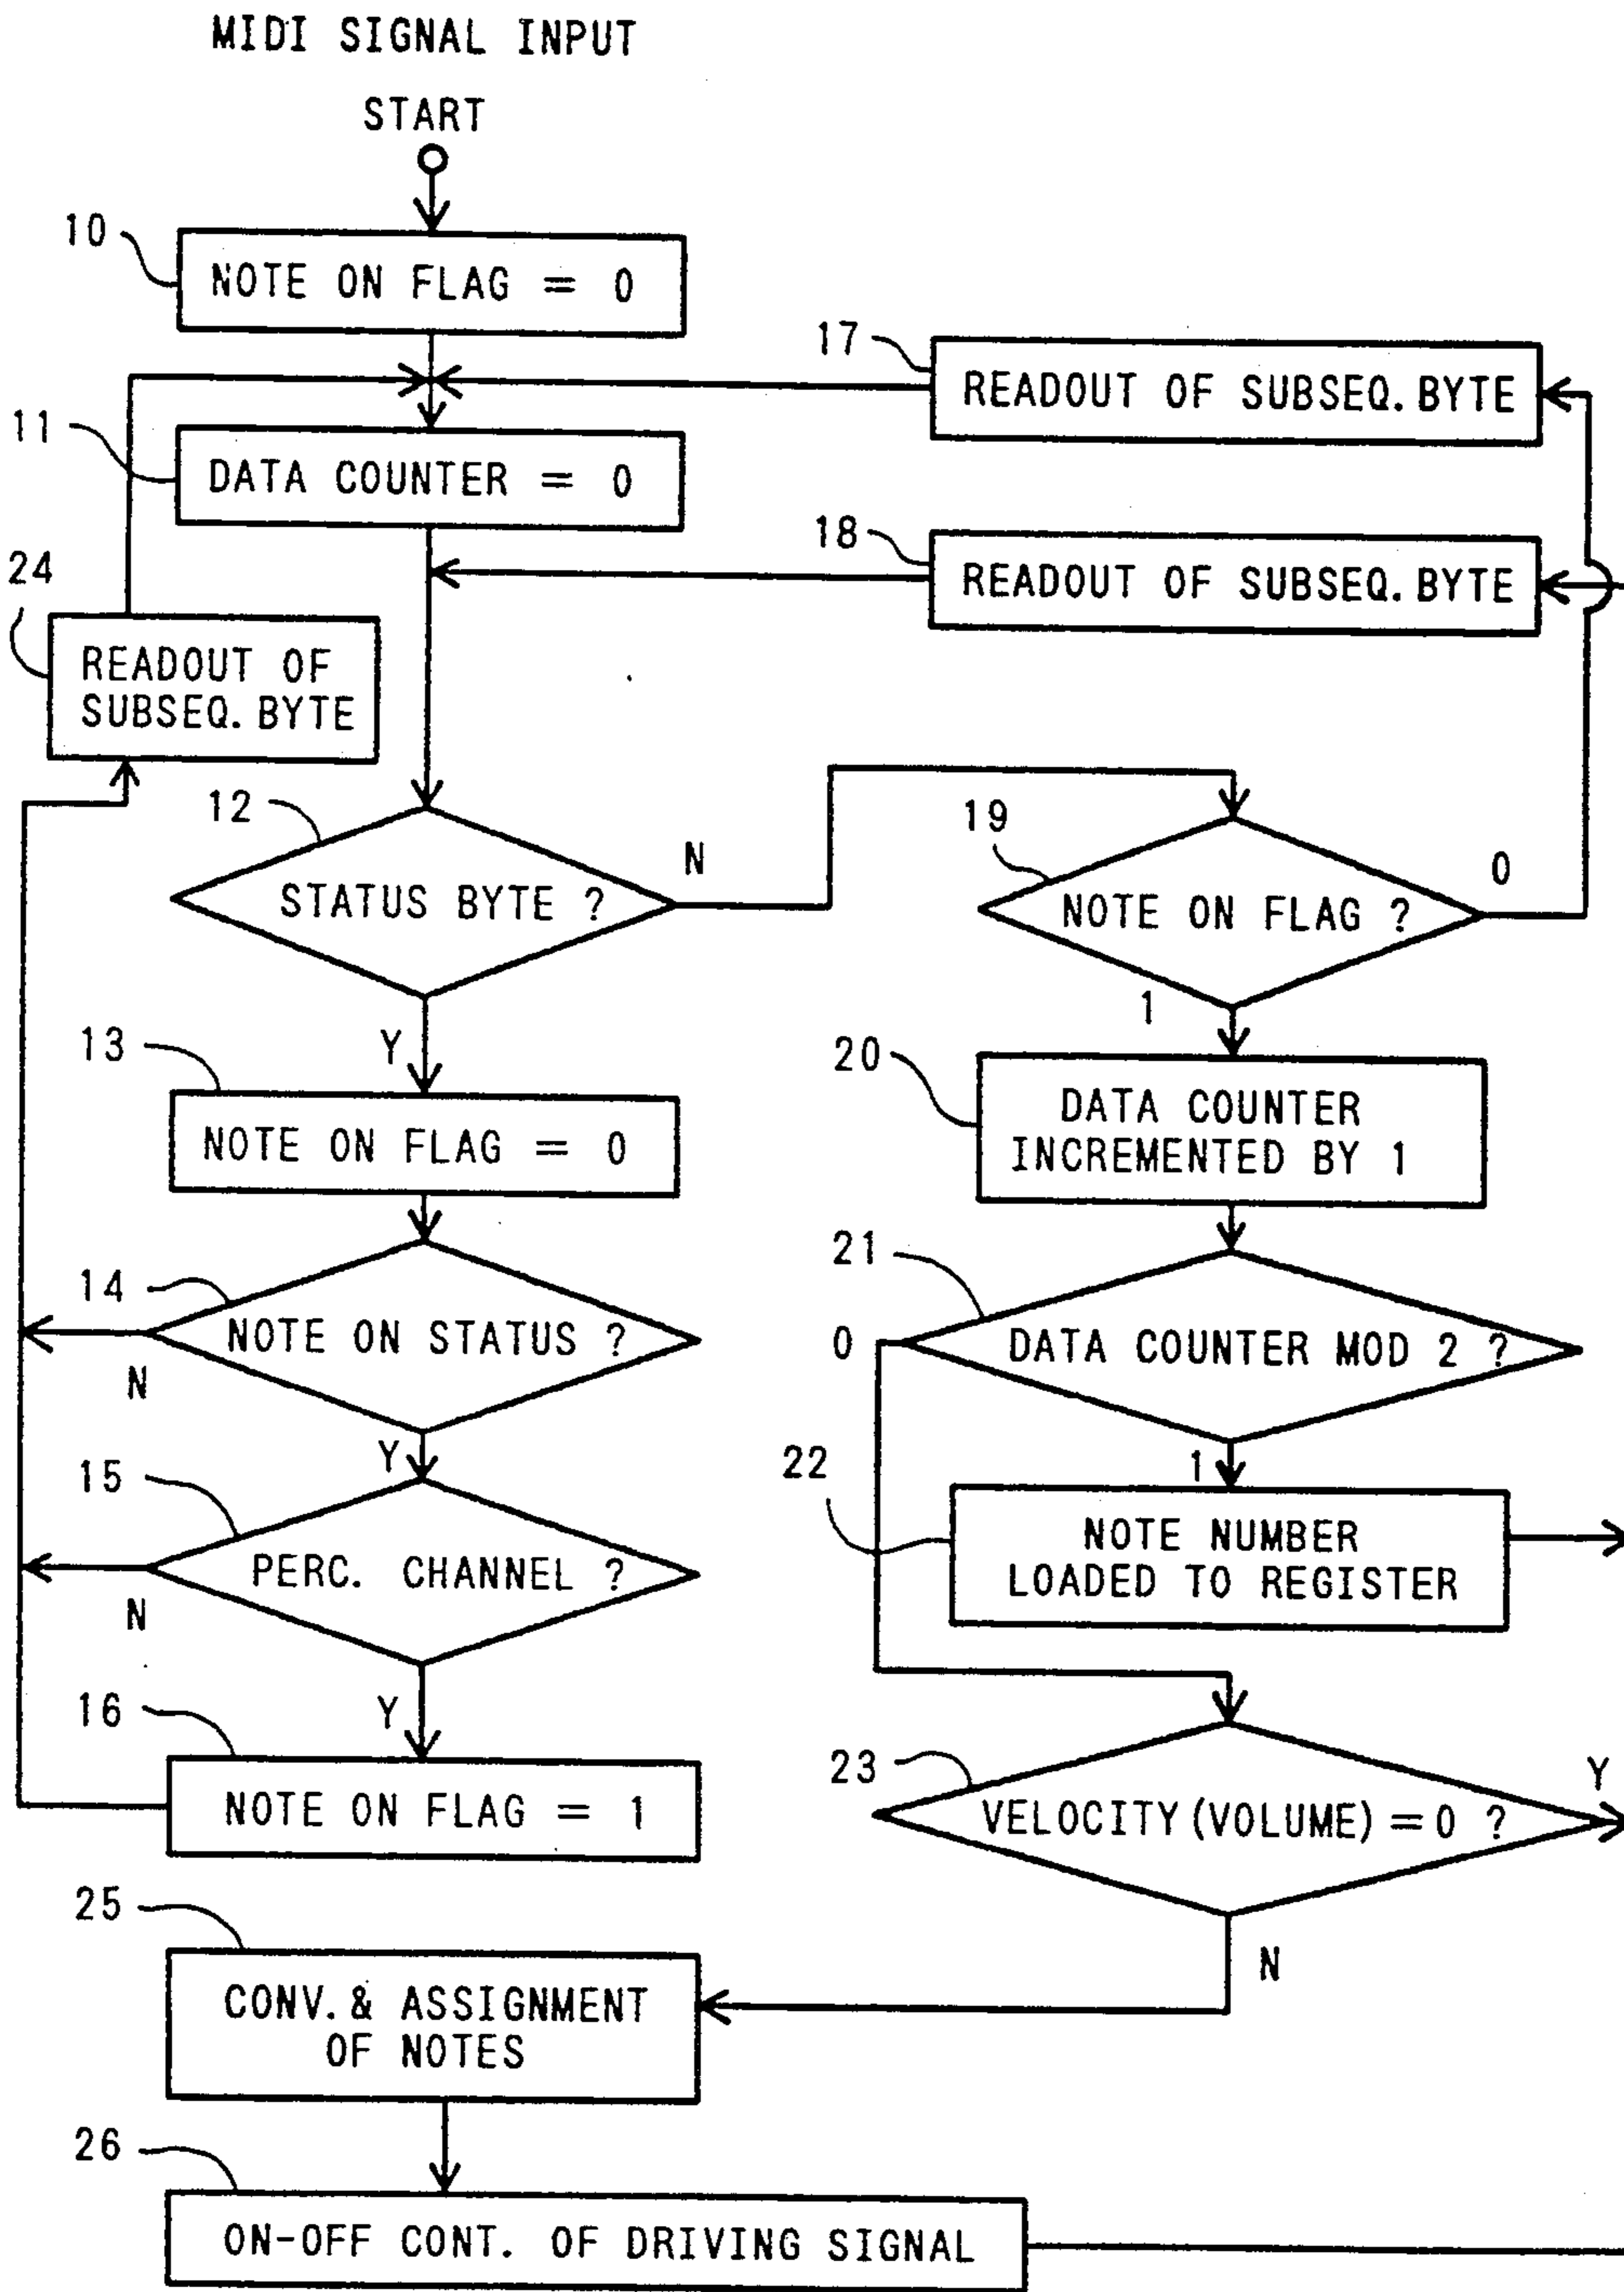 MIDI SIGNAL INPUT
START
10
NOTE ON FLAG = 0
17
READOUT OF SUBSEQ. BYTE
11
DATA COUNTER = 0
18
READOUT OF SUBSEQ. BYTE
24
READOUT OF
SUBSEQ. BYTE
12
STATUS BYTE ?
N
Y
19
NOTE ON FLAG ?
0
1
13
NOTE ON FLAG = 0
20
DATA COUNTER
INCREMENTED BY 1
14
NOTE ON STATUS ?
N
Y
21
DATA COUNTER MOD 2 ?
0
1
15
PERC. CHANNEL ?
N
Y
22
NOTE NUMBER
LOADED TO REGISTER
16
NOTE ON FLAG = 1
23
VELOCITY (VOLUME) = 0 ?
Y
N
25
CONV. & ASSIGNMENT
OF NOTES
26
ON-OFF CONT. OF DRIVING SIGNAL